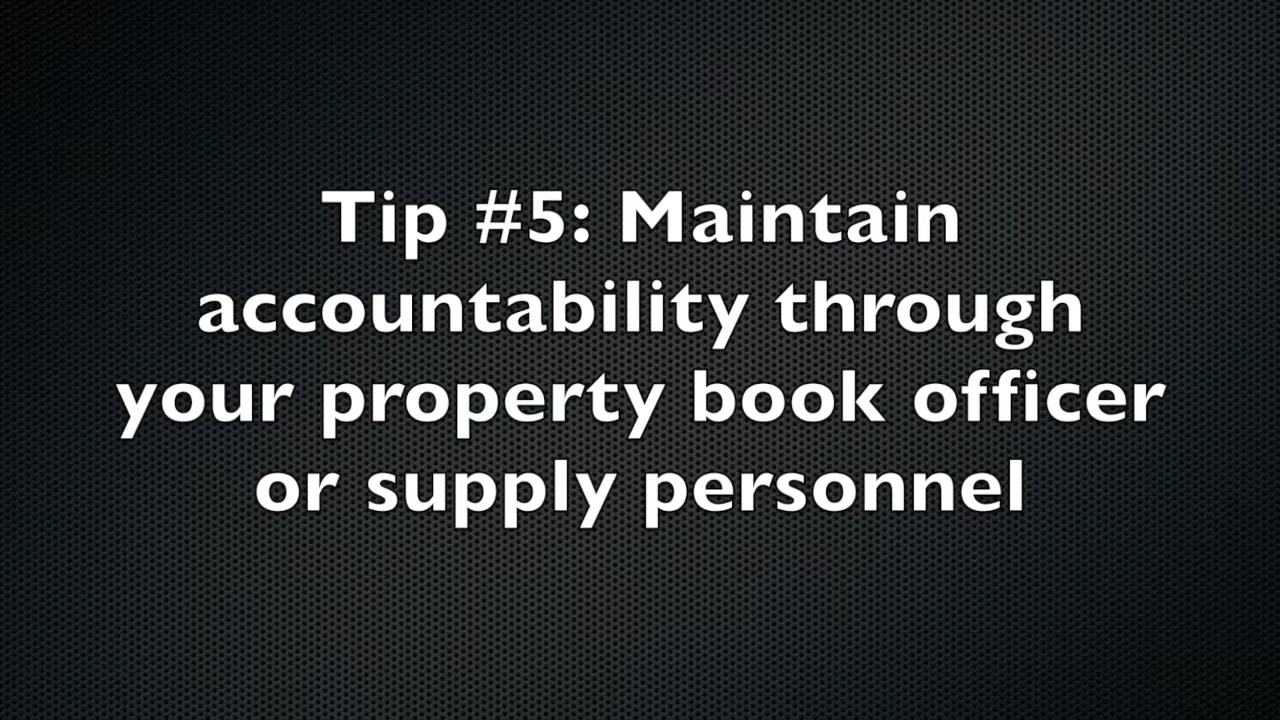 Tip #5: Maintain
accountability through
your property book officer
or supply personnel